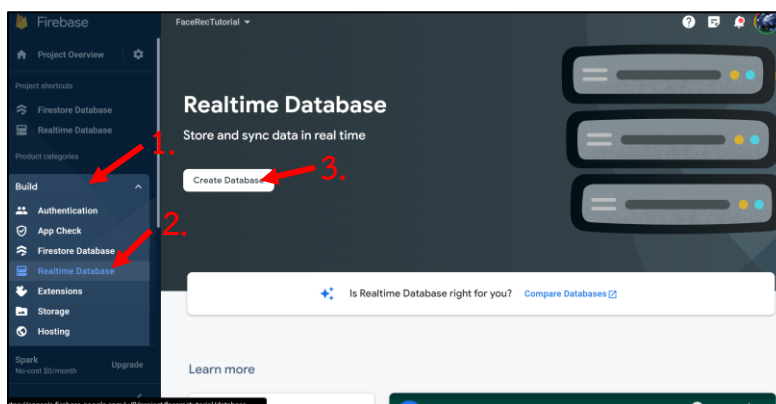 Firebase
FaceRecTutorial
Project Overview
Project shortcuts
Firestore Database
Realtime Database
Product categories
1.
Build
Authentication
App Check
2.
Firestore Database
Realtime Database
Extensions
Storage
Hosting
Spark
No-cost $0/month
Upgrade
Realtime Database
Store and sync data in real time
Create Database
3.
Is Realtime Database right for you? Compare Databases
Learn more